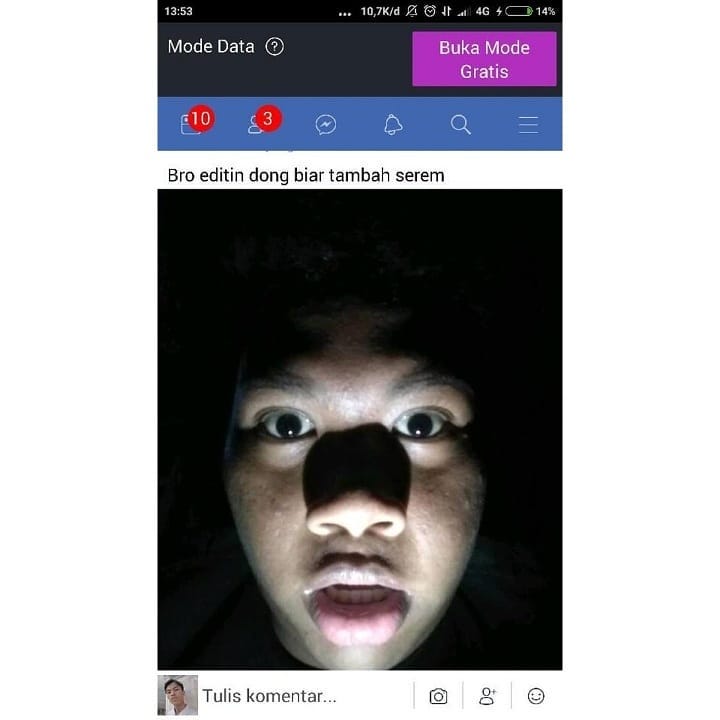 13:53
... 10,7K/d 4G 14%
Mode Data ?
Buka Mode
Gratis
10 3
Bro editin dong biar tambah serem
Tulis komentar...